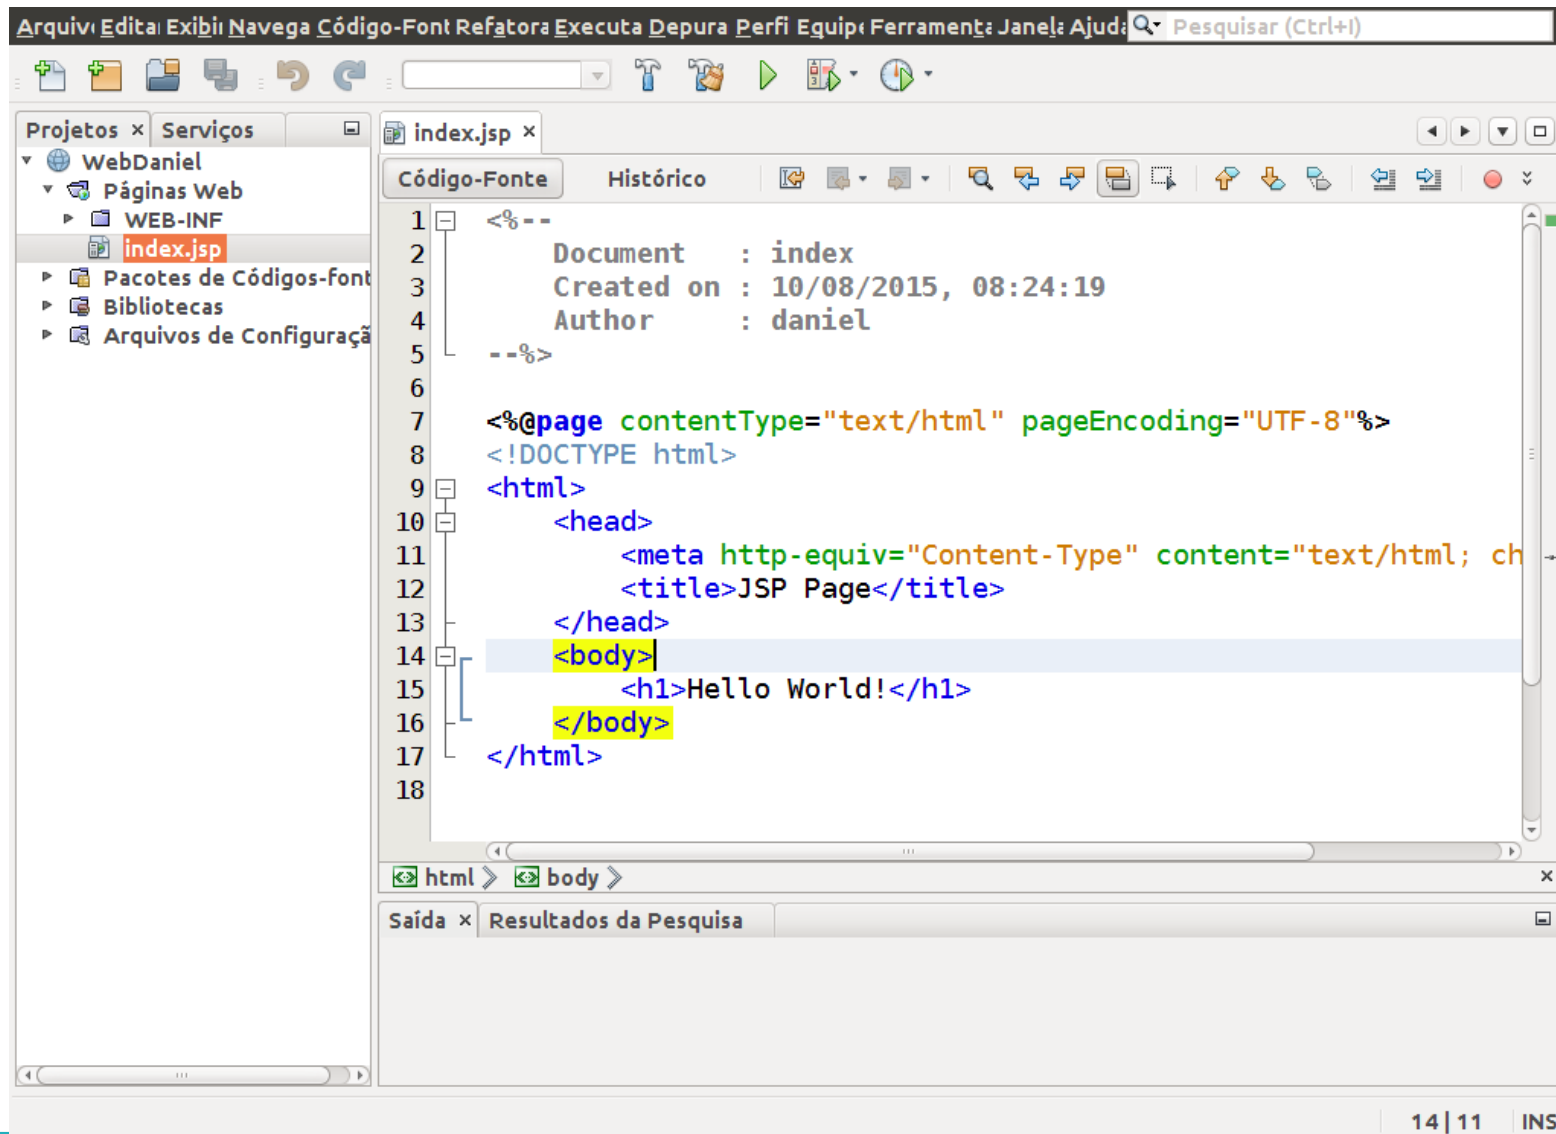 Arquiv Edita Exibi Navega Código-Font Refatora Executa Depura Perfi Equip Ferramenta Janela Ajuda Pesquisar (Ctrl+I)
Projetos × Serviços
WebDaniel
Páginas Web
WEB-INF
index.jsp
Pacotes de Códigos-font
Bibliotecas
Arquivos de Configuraçã
index.jsp ×
Código-Fonte Histórico
1 <%--
2     Document   : index
3     Created on : 10/08/2015, 08:24:19
4     Author     : daniel
5 --%>
6
7 <%@page contentType="text/html" pageEncoding="UTF-8"%>
8 <!DOCTYPE html>
9 <html>
10     <head>
11         <meta http-equiv="Content-Type" content="text/html; ch
12         <title>JSP Page</title>
13     </head>
14     <body>
15         <h1>Hello World!</h1>
16     </body>
17 </html>
18
html body
Saída × Resultados da Pesquisa
14|11 INS